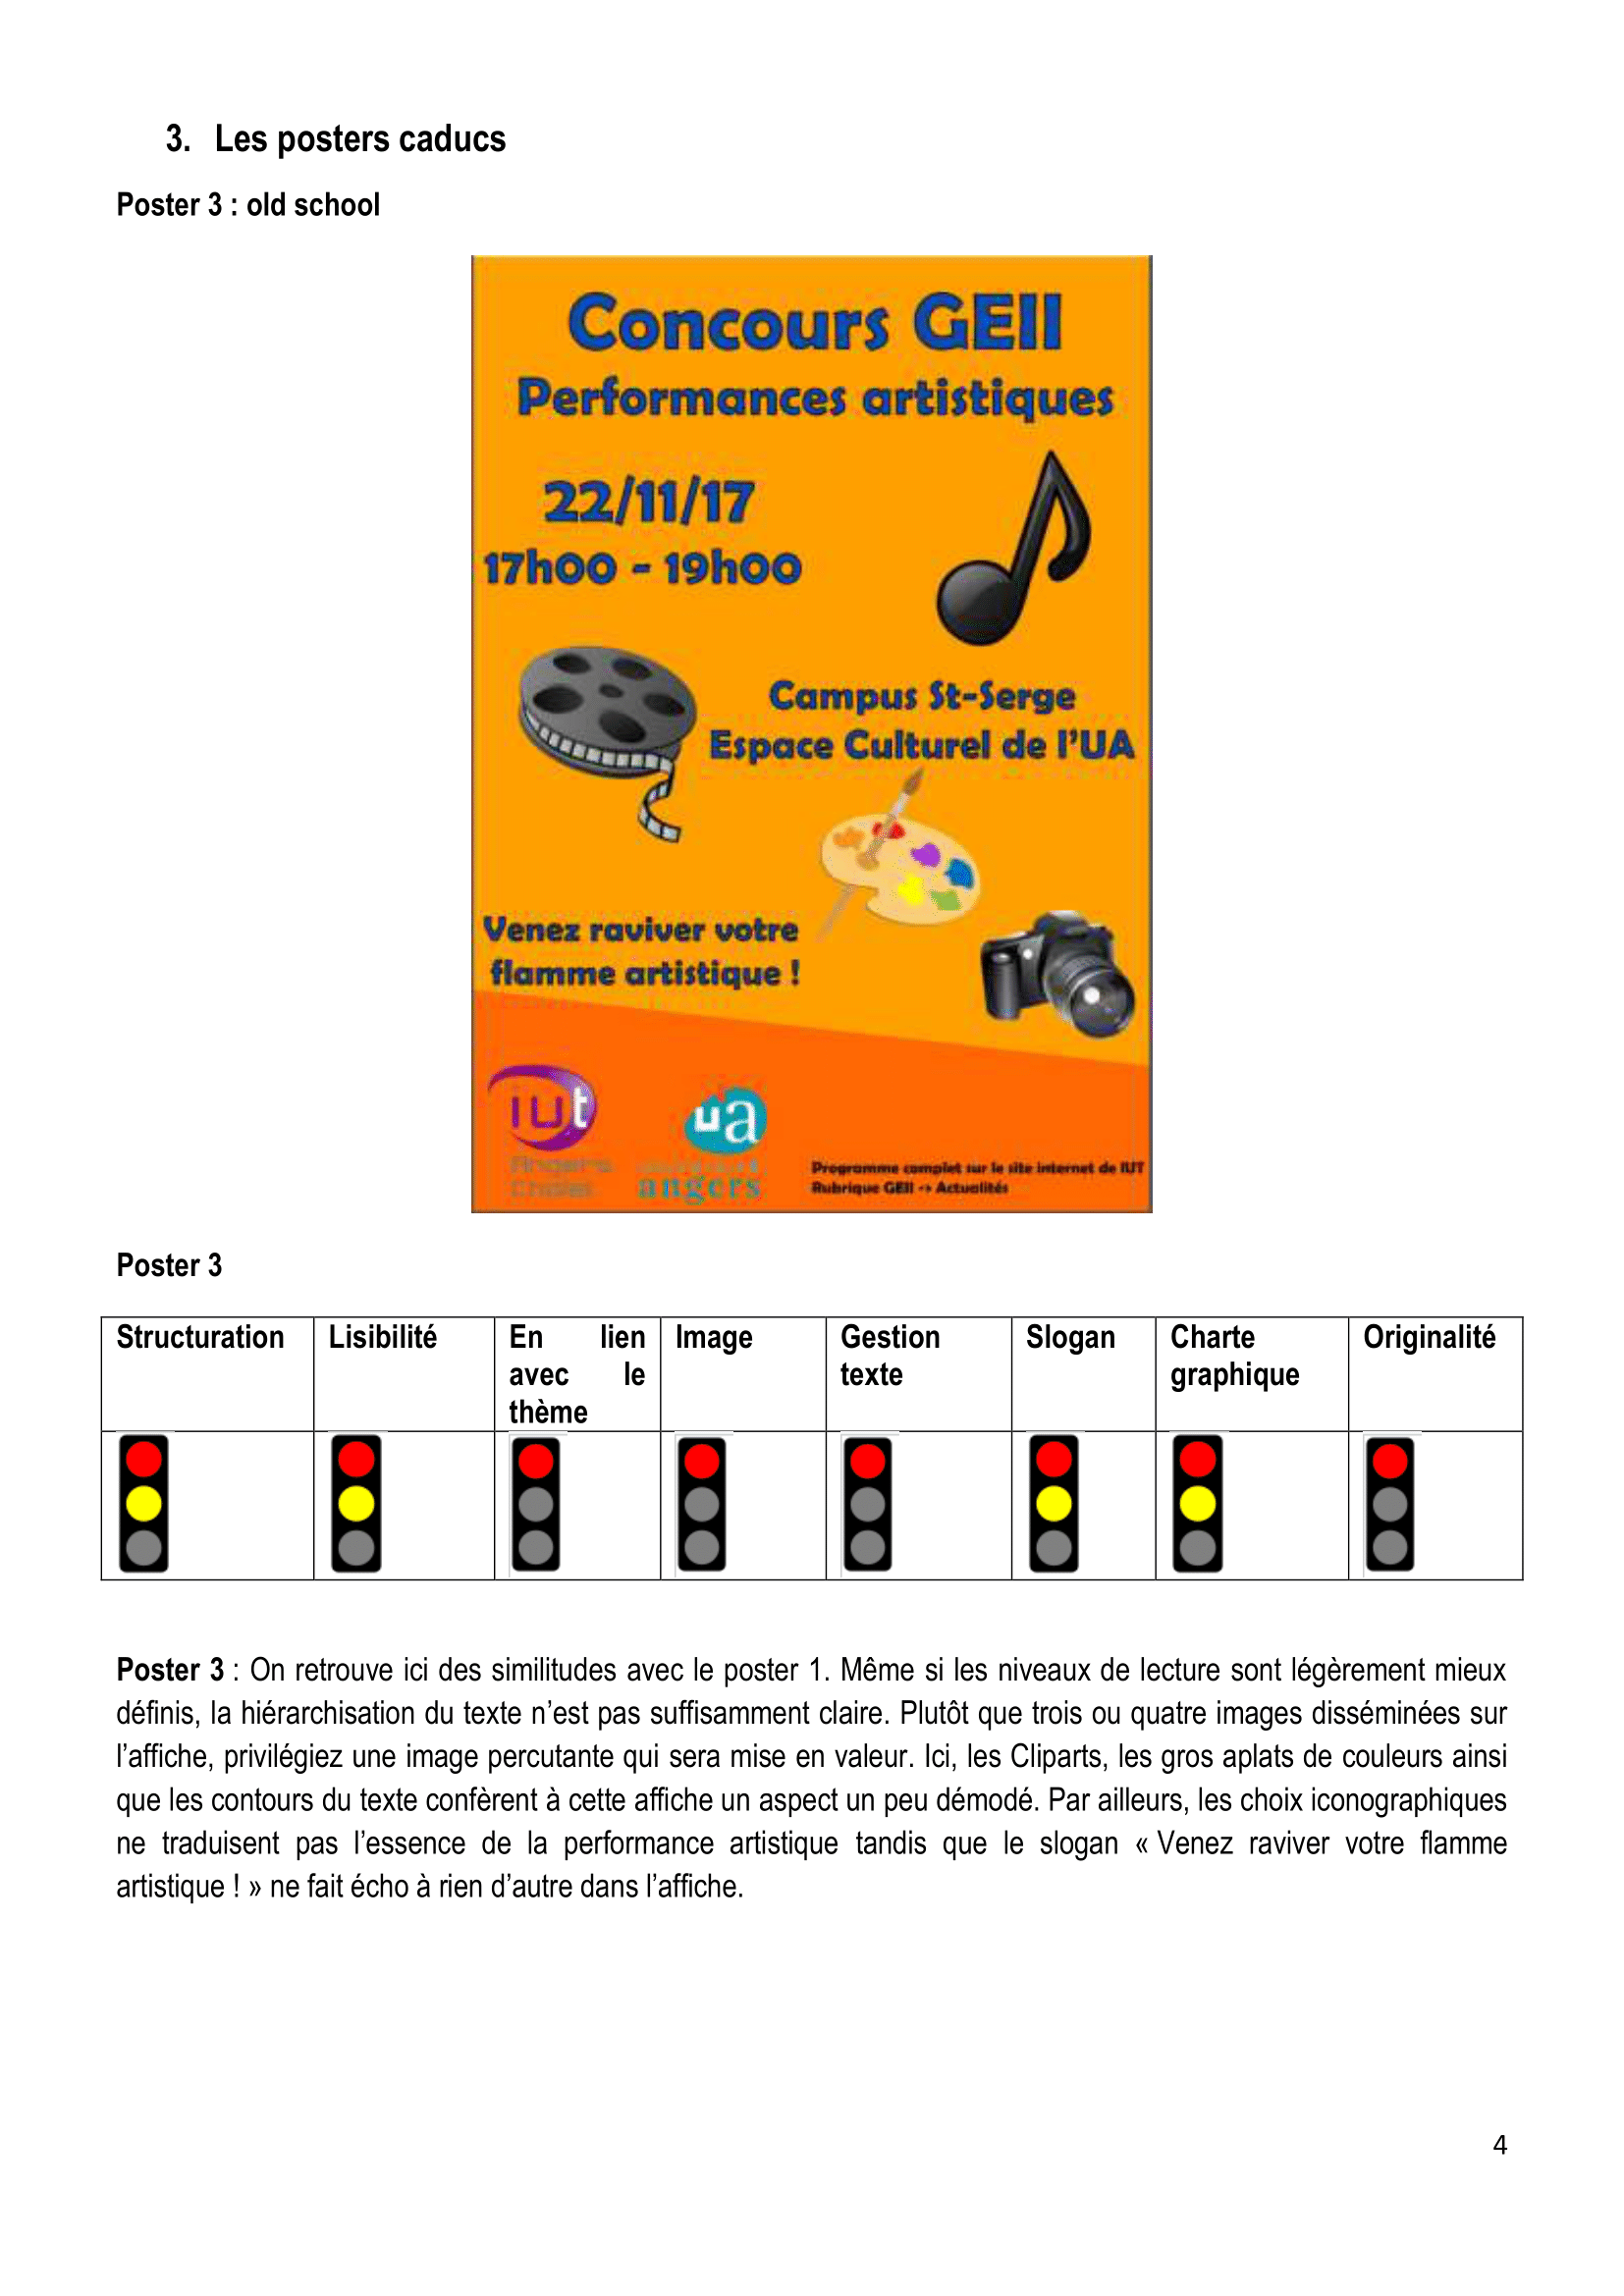 3. Les posters caducs
Poster 3 : old school
Concours GEII
Performances artistiques
22/11/17
17h00 - 19h00
Campus St-Serge
Espace Culturel de l'UA
Venez raviver votre
flamme artistique !
iut
Angers
ua
angers
Programme complet sur le site internet de IUT
Rubrique GEII -> Actualités
Poster 3
Structuration Lisibilité En lien avec le thème Image Gestion texte Slogan Charte graphique Originalité
Poster 3 : On retrouve ici des similitudes avec le poster 1. Même si les niveaux de lecture sont légèrement mieux
définis, la hiérarchisation du texte n’est pas suffisamment claire. Plutôt que trois ou quatre images disséminées sur
l’affiche, privilégiez une image percutante qui sera mise en valeur. Ici, les Cliparts, les gros aplats de couleurs ainsi
que les contours du texte confèrent à cette affiche un aspect un peu démodé. Par ailleurs, les choix iconographiques
ne traduisent pas l’essence de la performance artistique tandis que le slogan « Venez raviver votre flamme
artistique ! » ne fait écho à rien d’autre dans l’affiche.
4